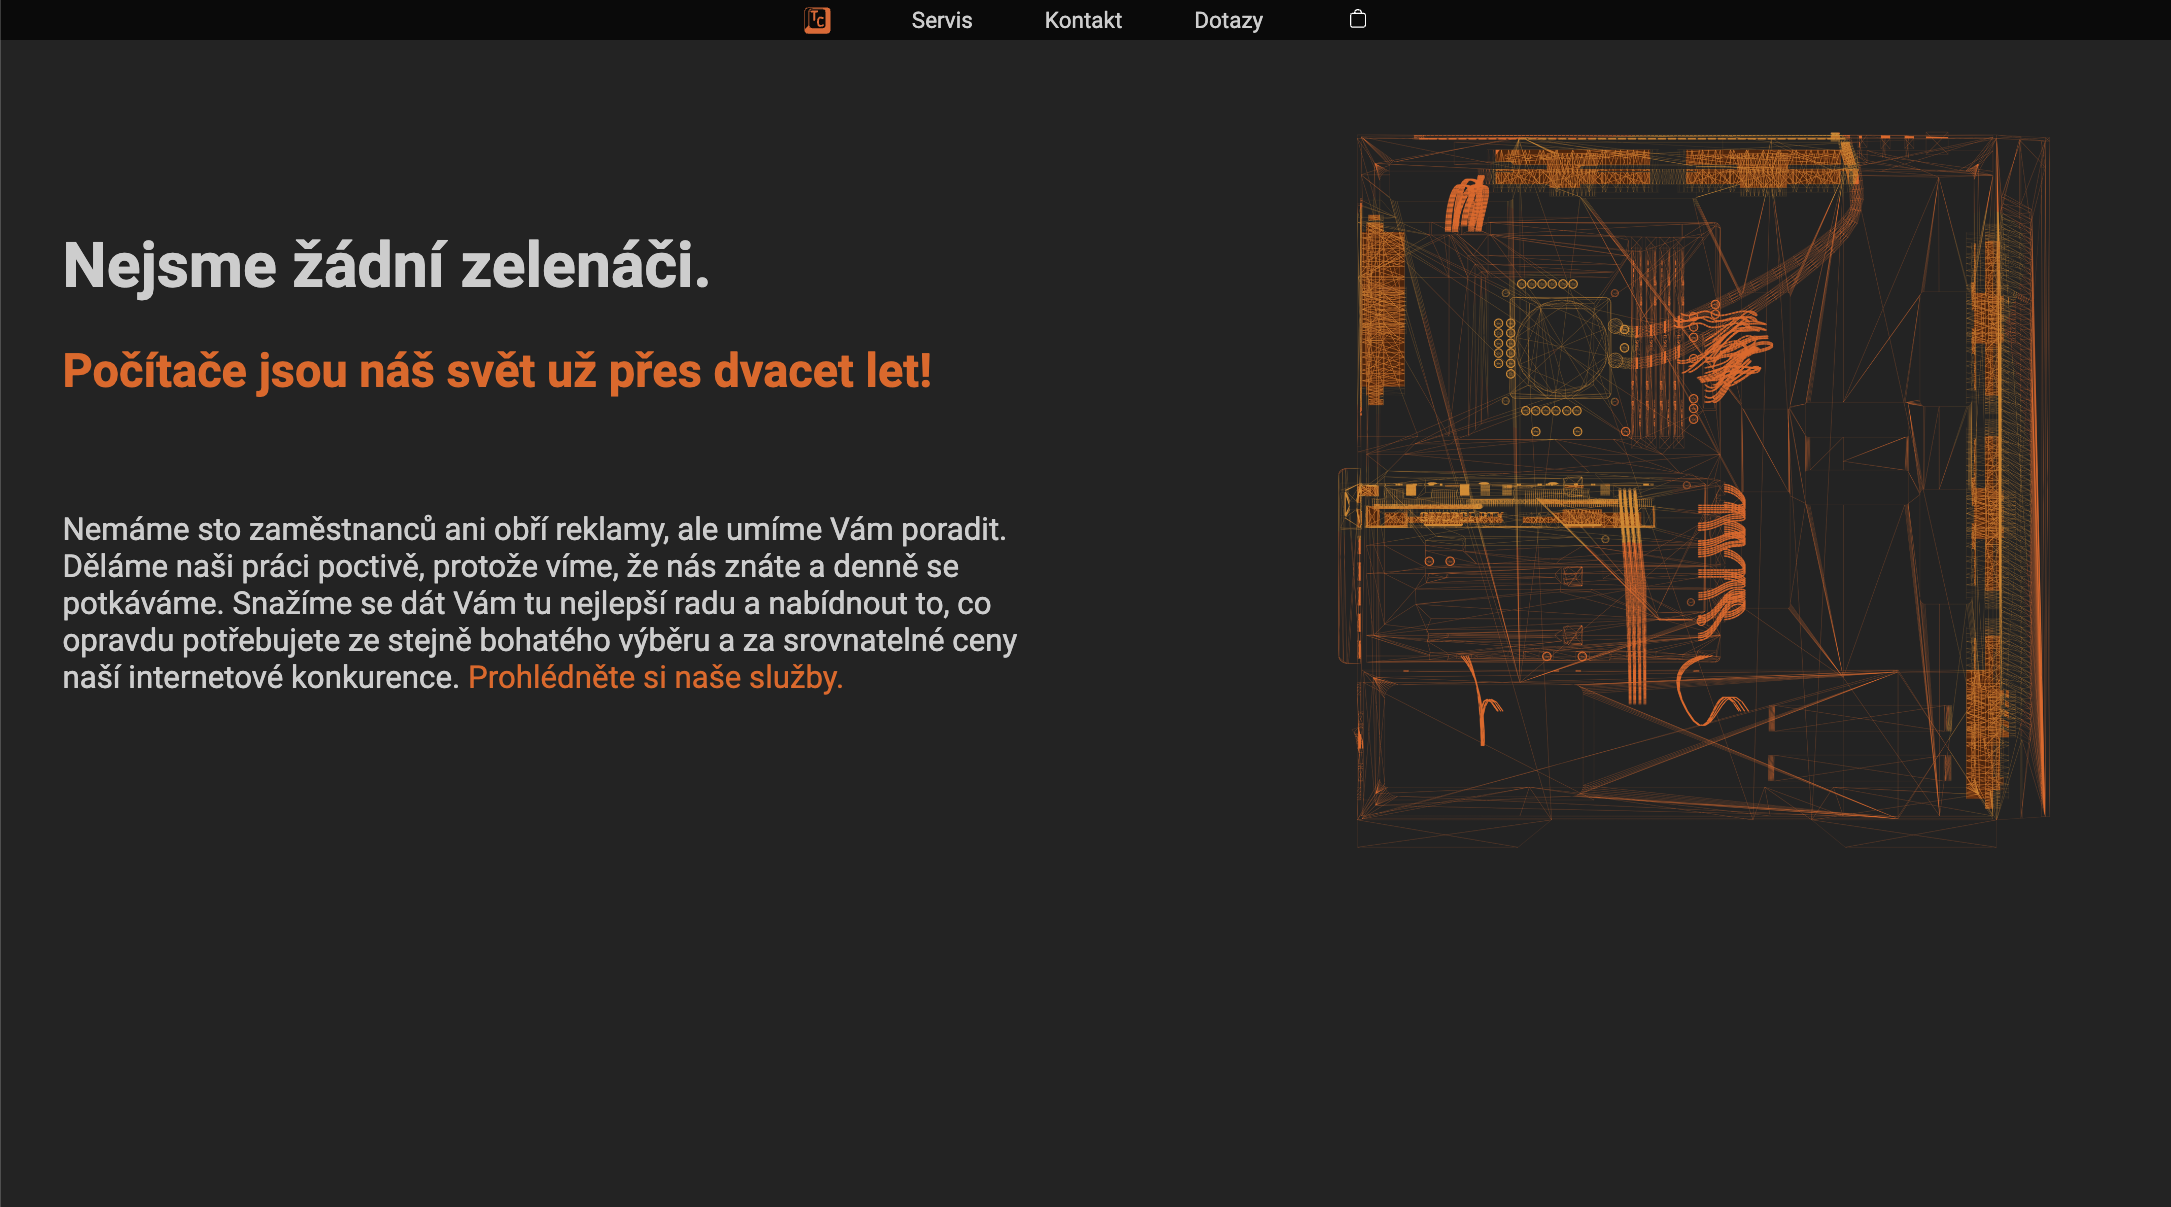 TC
Servis
Kontakt
Dotazy
Nejsme žádní zelenáči.
Počítače jsou náš svět už přes dvacet let!
Nemáme sto zaměstnanců ani obří reklamy, ale umíme Vám poradit.
Děláme naši práci poctivě, protože víme, že nás znáte a denně se
potkáváme. Snažíme se dát Vám tu nejlepší radu a nabídnout to, co
opravdu potřebujete ze stejně bohatého výběru a za srovnatelné ceny
naší internetové konkurence. Prohlédněte si naše služby.